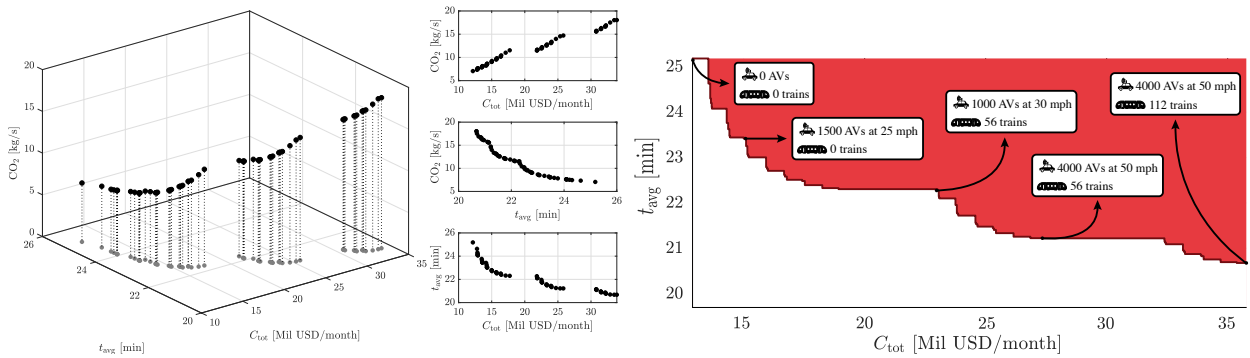 20
15
10
5
0
CO2 [kg/s]
26
24
22
20
tavg [min]
10
15
20
25
30
35
Ctot [Mil USD/month]
20
15
10
5
CO2 [kg/s]
10 15 20 25 30
Ctot [Mil USD/month]
20
15
10
5
CO2 [kg/s]
20 22 24 26
tavg [min]
26
24
22
20
tavg [min]
10 15 20 25 30
Ctot [Mil USD/month]
25
24
23
22
21
20
tavg [min]
0 AVs
0 trains
1500 AVs at 25 mph
0 trains
1000 AVs at 30 mph
56 trains
4000 AVs at 50 mph
112 trains
4000 AVs at 50 mph
56 trains
15 20 25 30 35
Ctot [Mil USD/month]